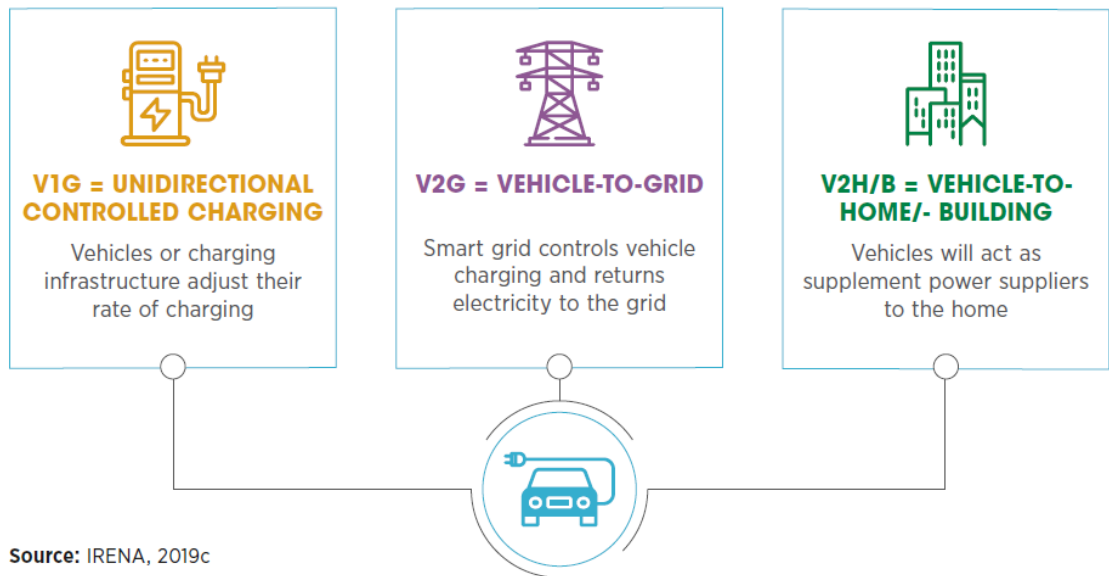 V1G = UNIDIRECTIONAL
CONTROLLED CHARGING
Vehicles or charging
infrastructure adjust their
rate of charging
V2G = VEHICLE-TO-GRID
Smart grid controls vehicle
charging and returns
electricity to the grid
V2H/B = VEHICLE-TO-
HOME/- BUILDING
Vehicles will act as
supplement power suppliers
to the home
Source: IRENA, 2019c